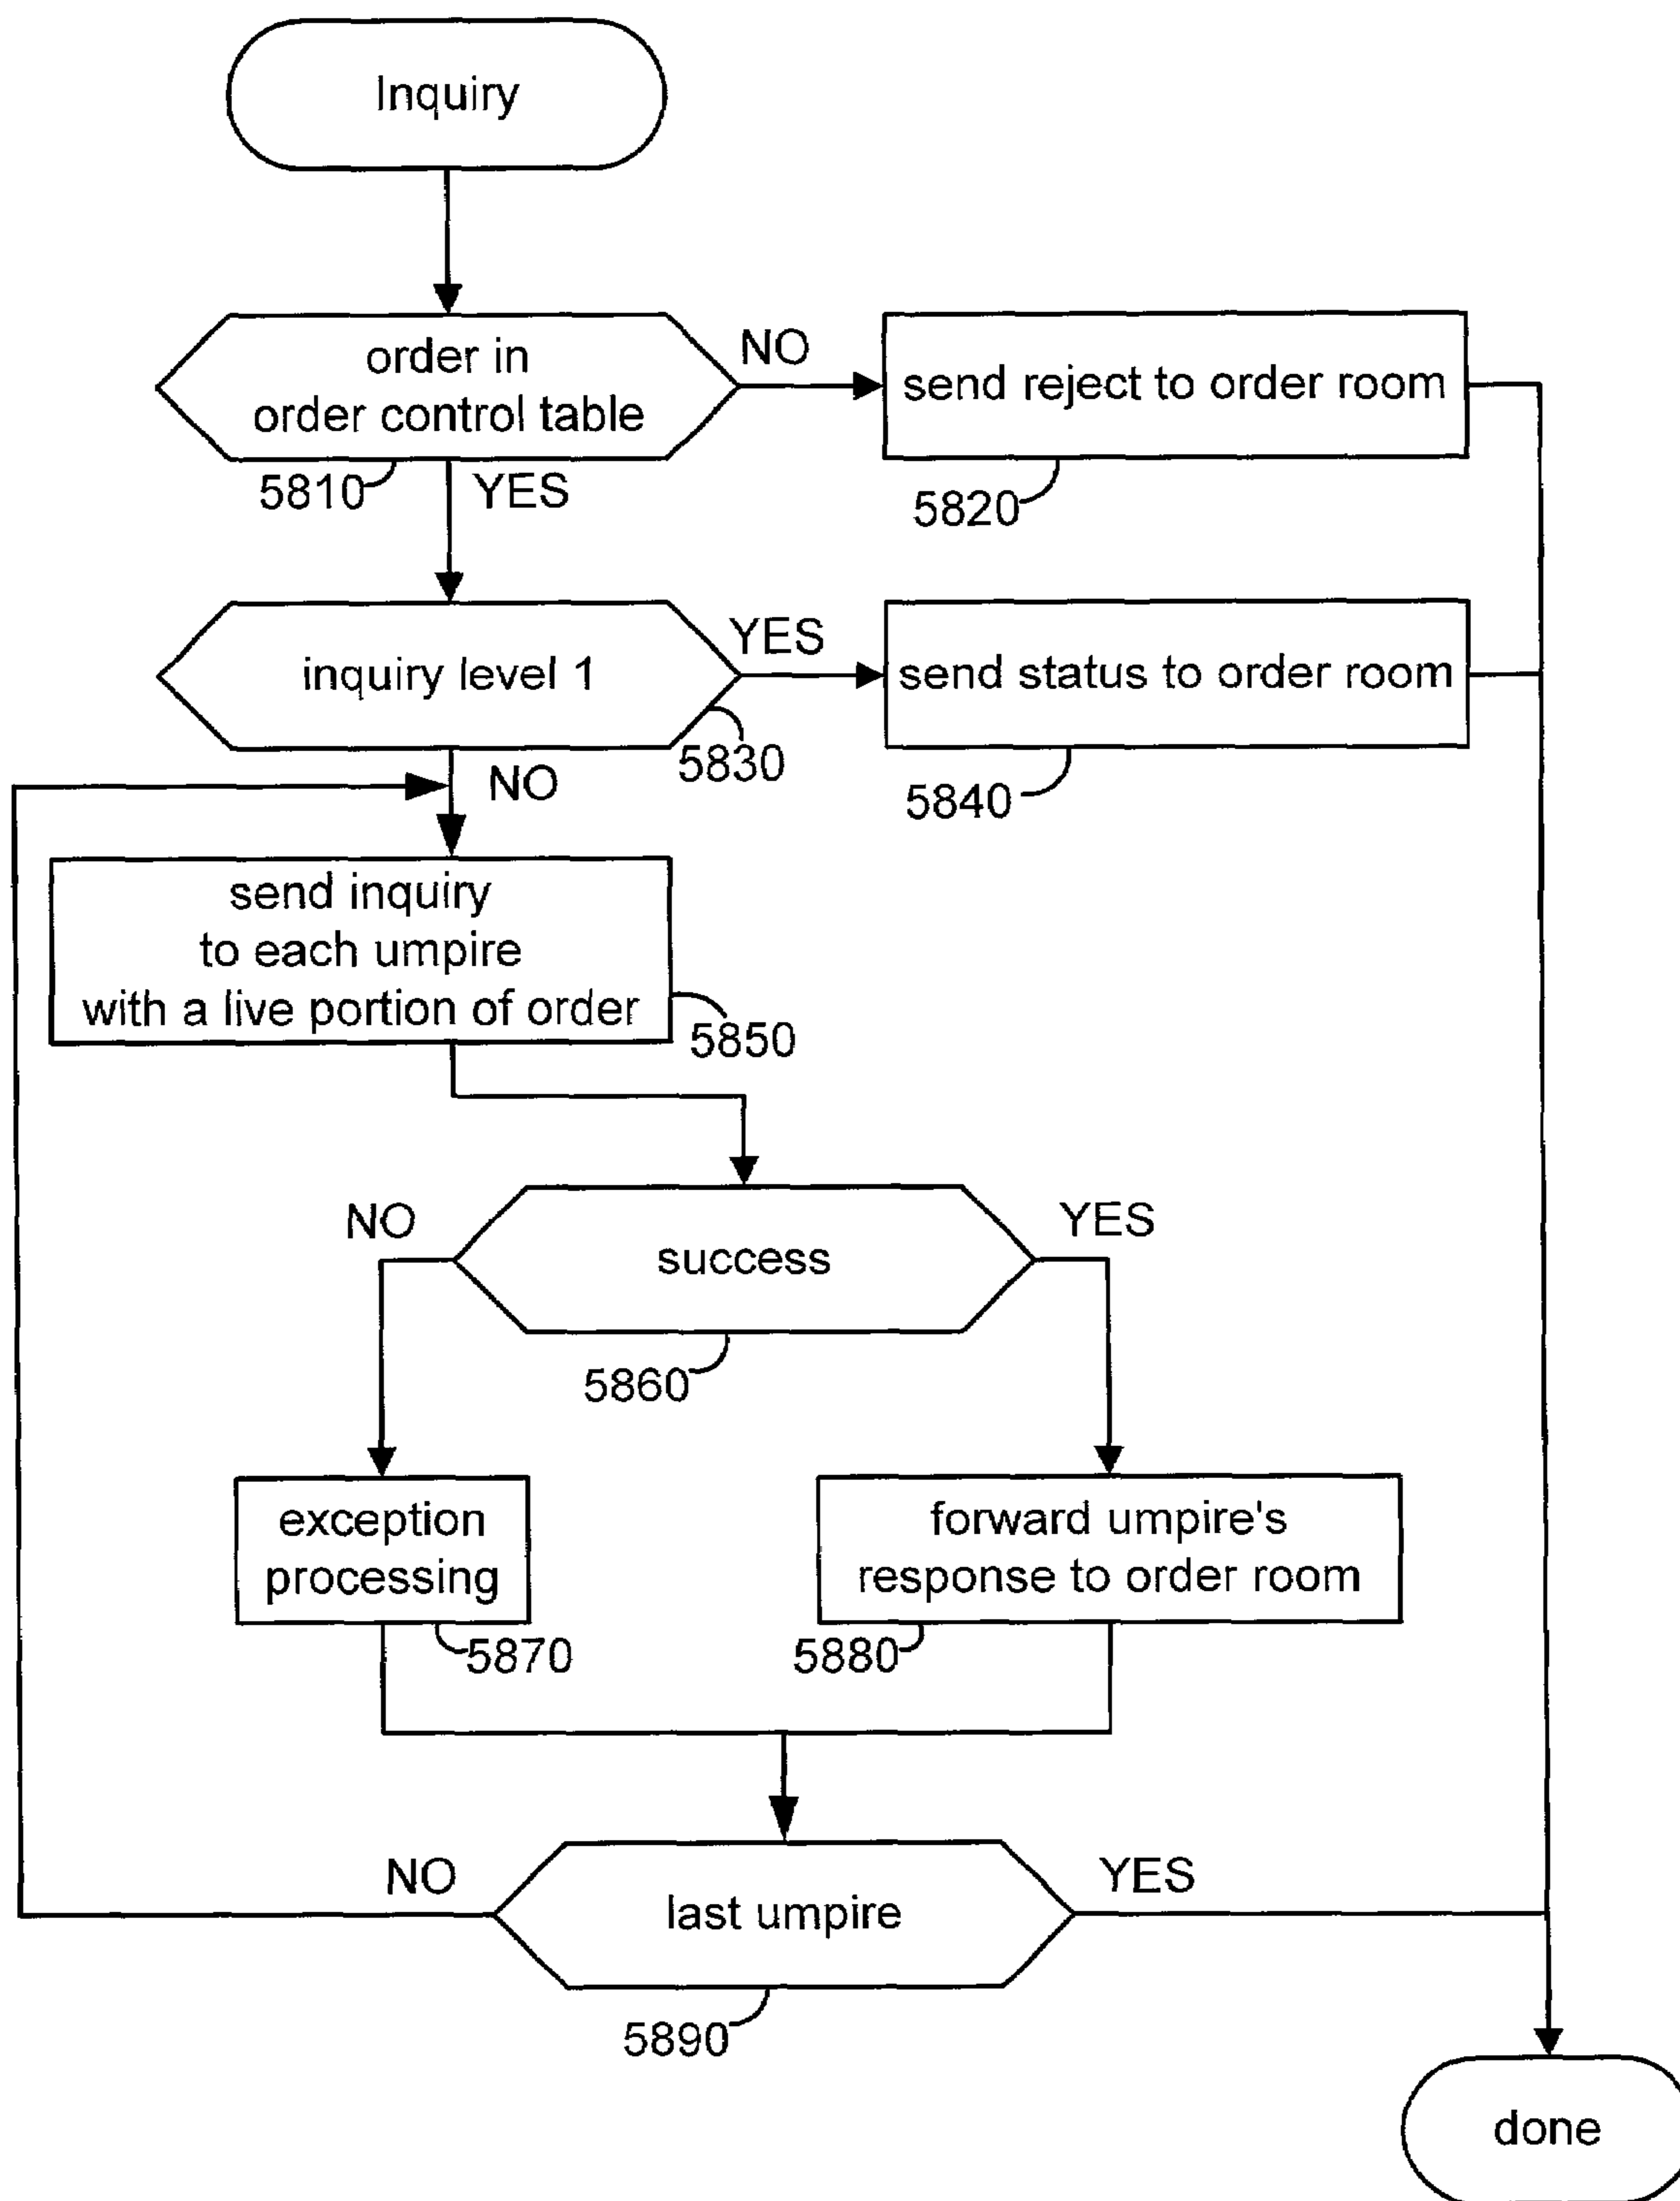 Inquiry
order in
order control table
NO
send reject to order room
5810
YES
5820
inquiry level 1
YES
send status to order room
5830
NO
5840
send inquiry
to each umpire
with a live portion of order
5850
NO
success
YES
5860
exception
processing
forward umpire's
response to order room
5870
5880
NO
last umpire
YES
5890
done